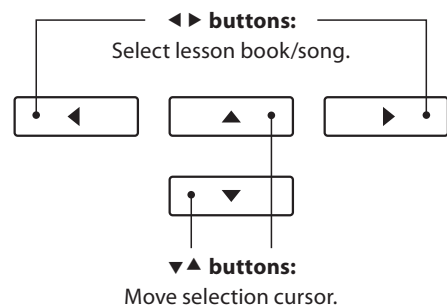 ◀ ▶ buttons:
Select lesson book/song.
◀ ▲ ▶
▼
▼▲ buttons:
Move selection cursor.